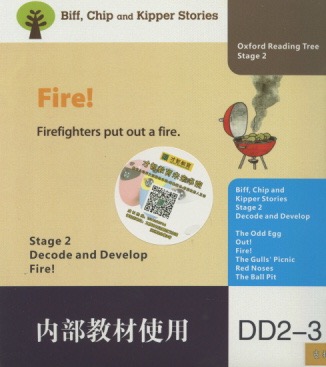 Biff, Chip and Kipper Stories
Oxford Reading Tree
Stage 2
Fire!
Firefighters put out a fire.
Biff, Chip and
Kipper Stories
Stage 2
Decode and Develop
The Odd Egg
Out!
Fire!
The Gulls' Picnic
Red Noses
The Ball Pit
Stage 2
Decode and Develop
Fire!
内部教材使用
DD2-3